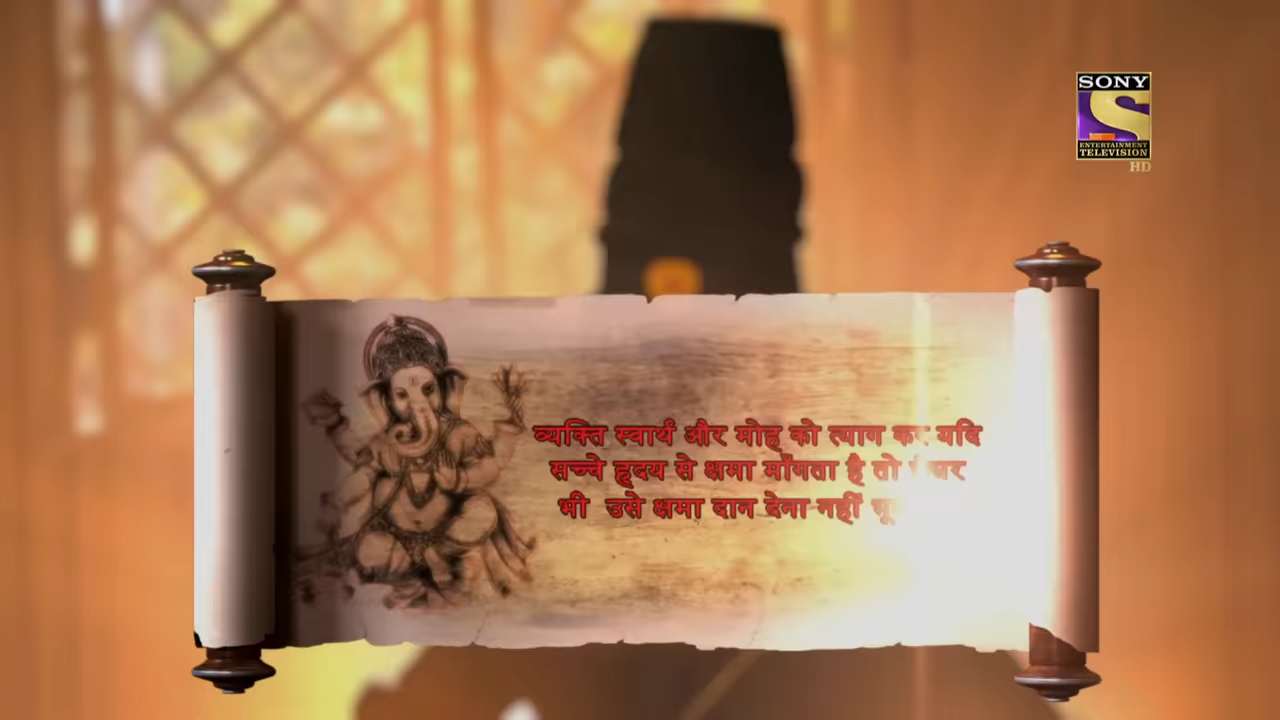 SONY
ENTERTAINMENT
TELEVISION
HD
व्यक्ति स्वार्थ और मोह को त्याग कर यदि
सच्चे हृदय से क्षमा माँगता है तो
भी उसे क्षमा दान देना नहीं